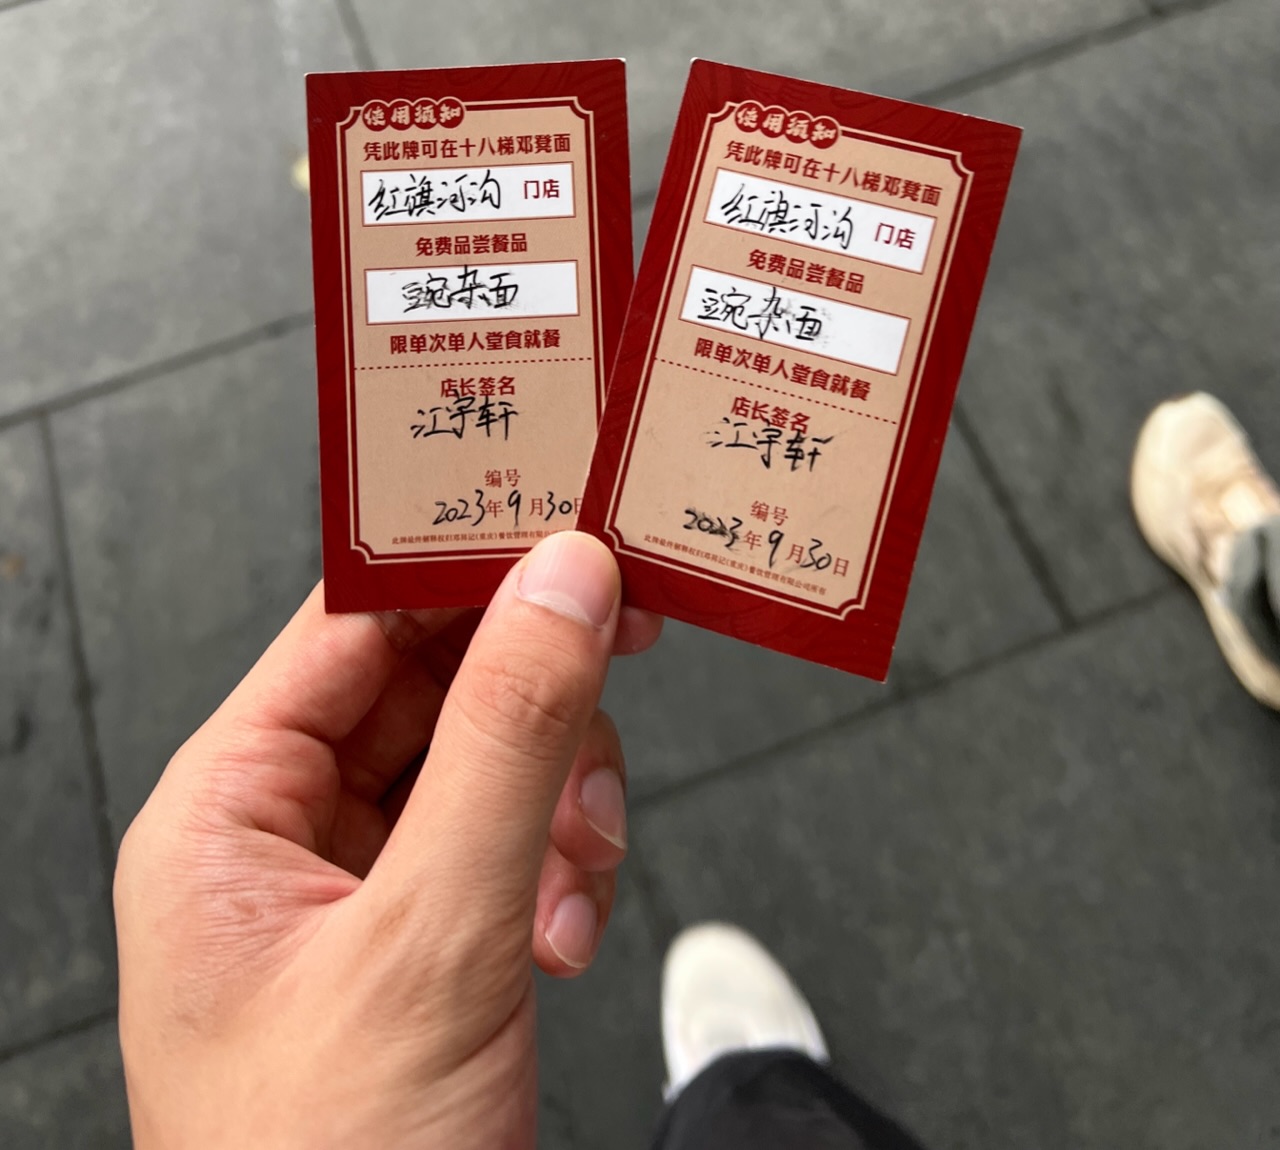 使用须知
凭此牌可在十八梯邓凳面
红旗河沟 门店
免费品尝餐品
豌杂面
限单次单人堂食就餐
店长签名
江宇轩
编号
2023年9月30日
使用须知
凭此牌可在十八梯邓凳面
红旗河沟 门店
免费品尝餐品
豌杂面
限单次单人堂食就餐
店长签名
江宇轩
编号
2023年9月30日